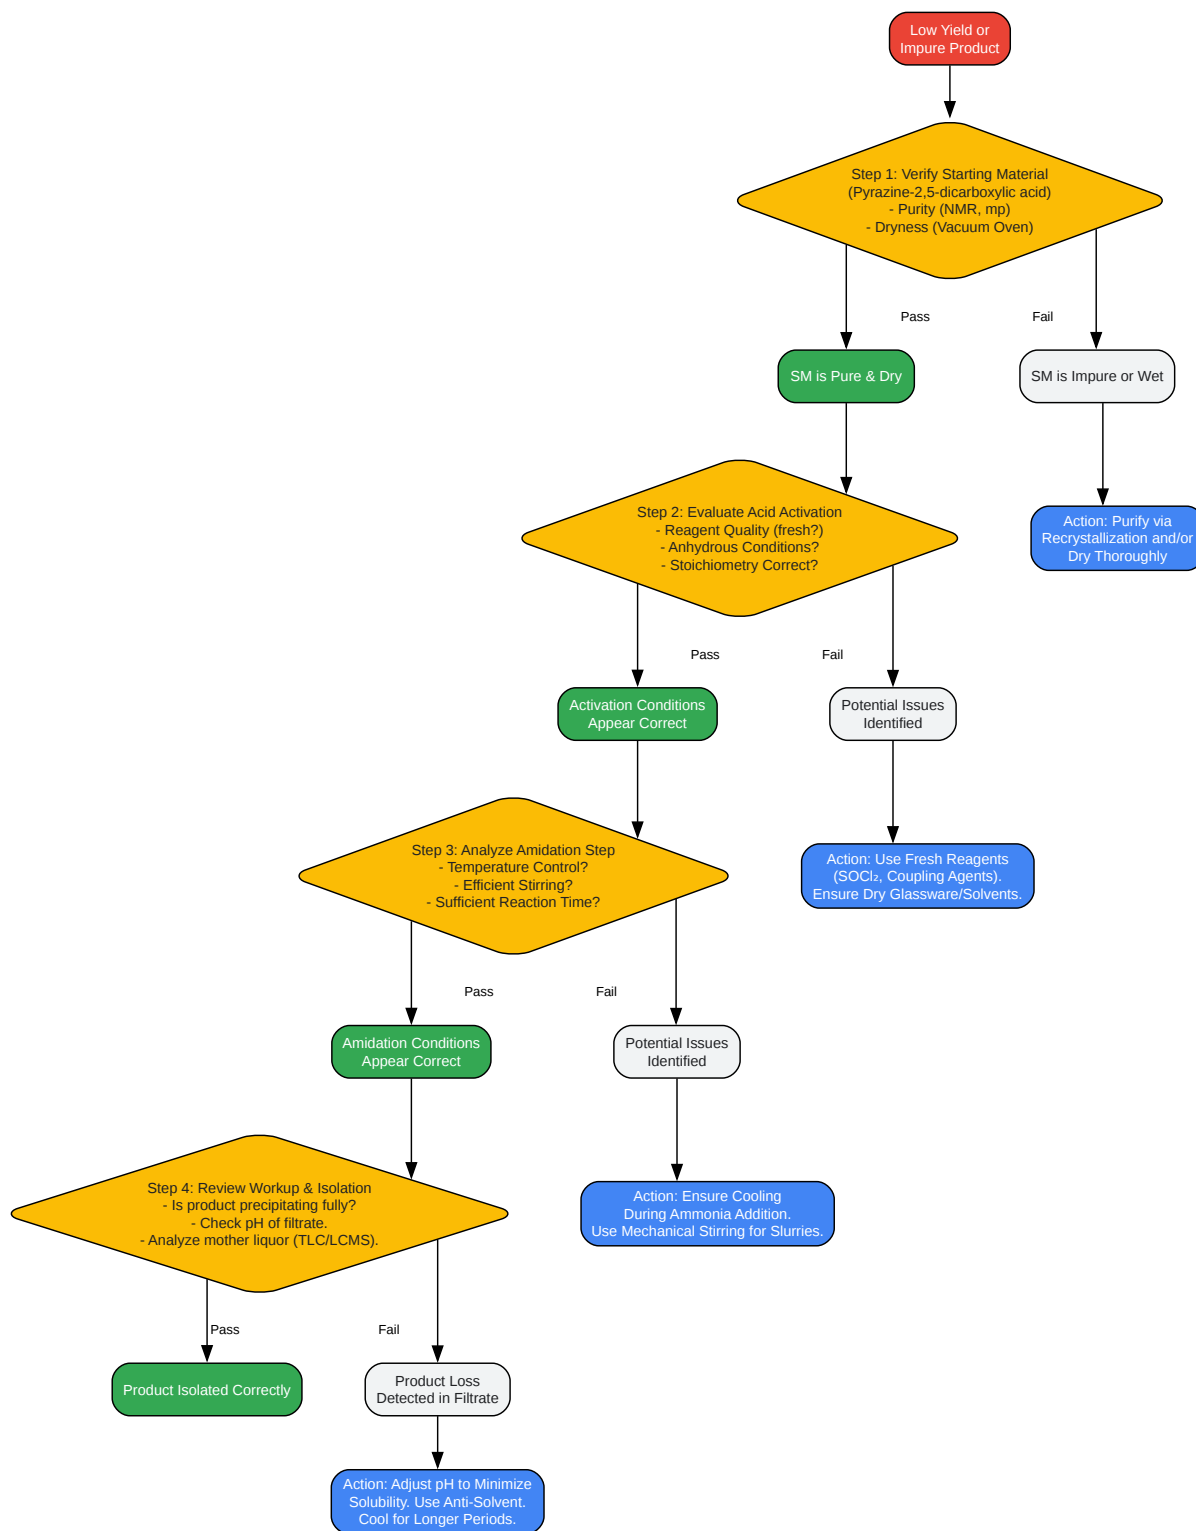 Low Yield or
Impure Product
Step 1: Verify Starting Material
(Pyrazine-2,5-dicarboxylic acid)
- Purity (NMR, mp)
- Dryness (Vacuum Oven)
Pass
Fail
SM is Pure & Dry
SM is Impure or Wet
Step 2: Evaluate Acid Activation
- Reagent Quality (fresh?)
- Anhydrous Conditions?
- Stoichiometry Correct?
Action: Purify via
Recrystallization and/or
Dry Thoroughly
Pass
Fail
Activation Conditions
Appear Correct
Potential Issues
Identified
Step 3: Analyze Amidation Step
- Temperature Control?
- Efficient Stirring?
- Sufficient Reaction Time?
Action: Use Fresh Reagents
(SOCl₂, Coupling Agents).
Ensure Dry Glassware/Solvents.
Pass
Fail
Amidation Conditions
Appear Correct
Potential Issues
Identified
Step 4: Review Workup & Isolation
- Is product precipitating fully?
- Check pH of filtrate.
- Analyze mother liquor (TLC/LCMS).
Action: Ensure Cooling
During Ammonia Addition.
Use Mechanical Stirring for Slurries.
Pass
Fail
Product Isolated Correctly
Product Loss
Detected in Filtrate
Action: Adjust pH to Minimize
Solubility. Use Anti-Solvent.
Cool for Longer Periods.